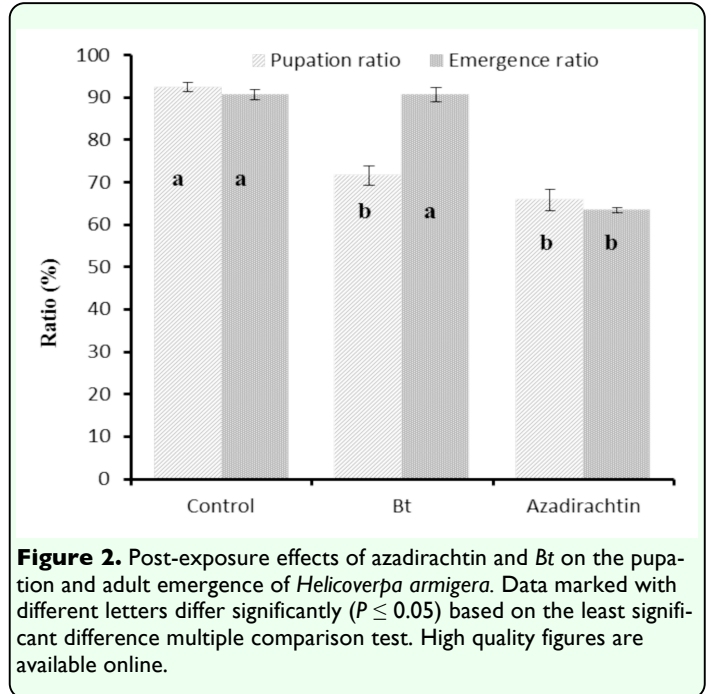 Pupation ratio Emergence ratio
100
90
80
70
60
50
40
30
20
10
0
Ratio (%)
a a
b a
b b
Control Bt Azadirachtin
Figure 2. Post-exposure effects of azadirachtin and Bt on the pupa-
tion and adult emergence of Helicoverpa armigera. Data marked with
different letters differ significantly (P ≤ 0.05) based on the least signifi-
cant difference multiple comparison test. High quality figures are
available online.